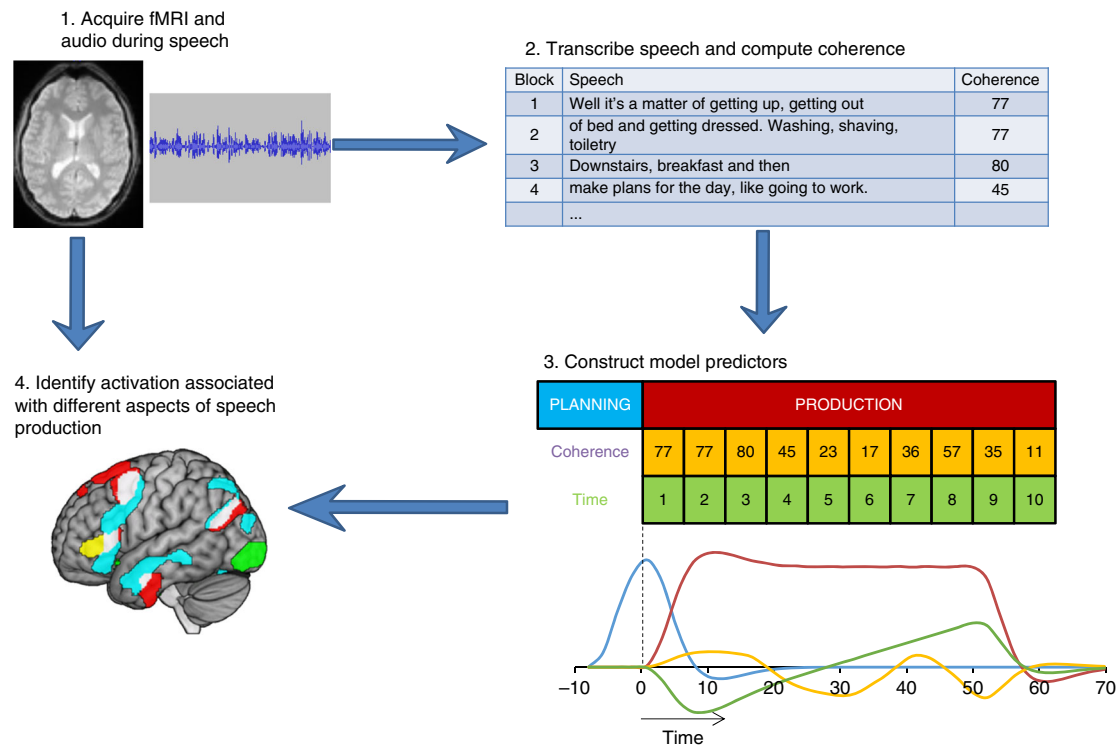 1. Acquire fMRI and
audio during speech
2. Transcribe speech and compute coherence
Block Speech Coherence
1 Well it's a matter of getting up, getting out 77
2 of bed and getting dressed. Washing, shaving, 77
toiletry
3 Downstairs, breakfast and then 80
4 make plans for the day, like going to work. 45
...
3. Construct model predictors
PLANNING PRODUCTION
Coherence 77 77 80 45 23 17 36 57 35 11
Time 1 2 3 4 5 6 7 8 9 10
4. Identify activation associated
with different aspects of speech
production
–10 0 10 20 30 40 50 60 70
Time